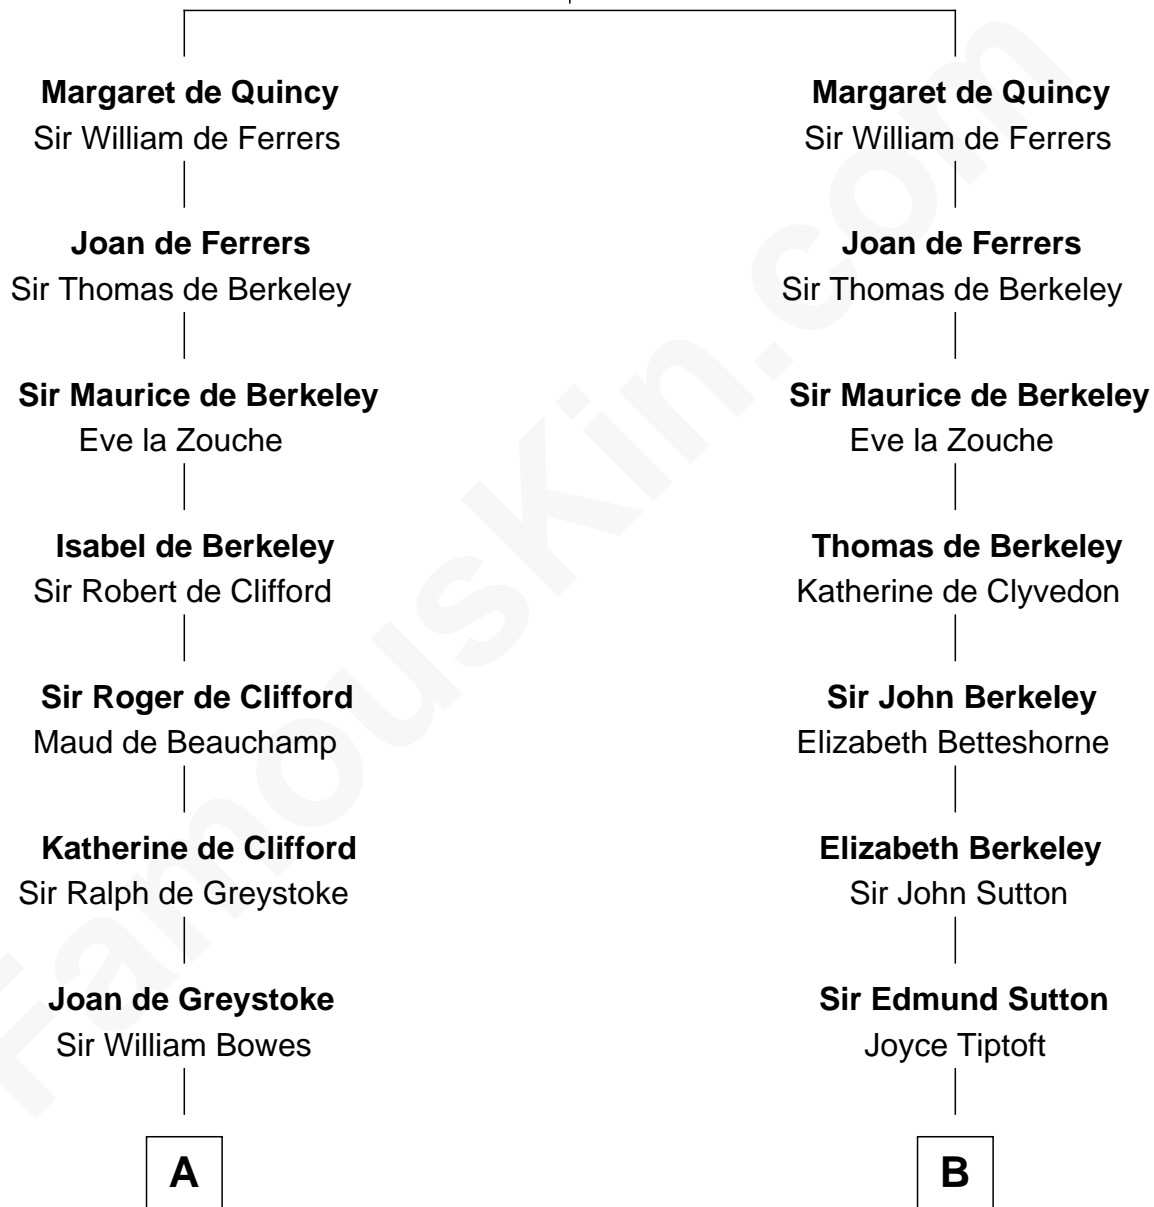 Margaret de Quincy
Sir William de Ferrers
Joan de Ferrers
Sir Thomas de Berkeley
Sir Maurice de Berkeley
Eve la Zouche
Isabel de Berkeley
Sir Robert de Clifford
Sir Roger de Clifford
Maud de Beauchamp
Katherine de Clifford
Sir Ralph de Greystoke
Joan de Greystoke
Sir William Bowes
A
Margaret de Quincy
Sir William de Ferrers
Joan de Ferrers
Sir Thomas de Berkeley
Sir Maurice de Berkeley
Eve la Zouche
Thomas de Berkeley
Katherine de Clyvedon
Sir John Berkeley
Elizabeth Betteshorne
Elizabeth Berkeley
Sir John Sutton
Sir Edmund Sutton
Joyce Tiptoft
B
FamousKin.com